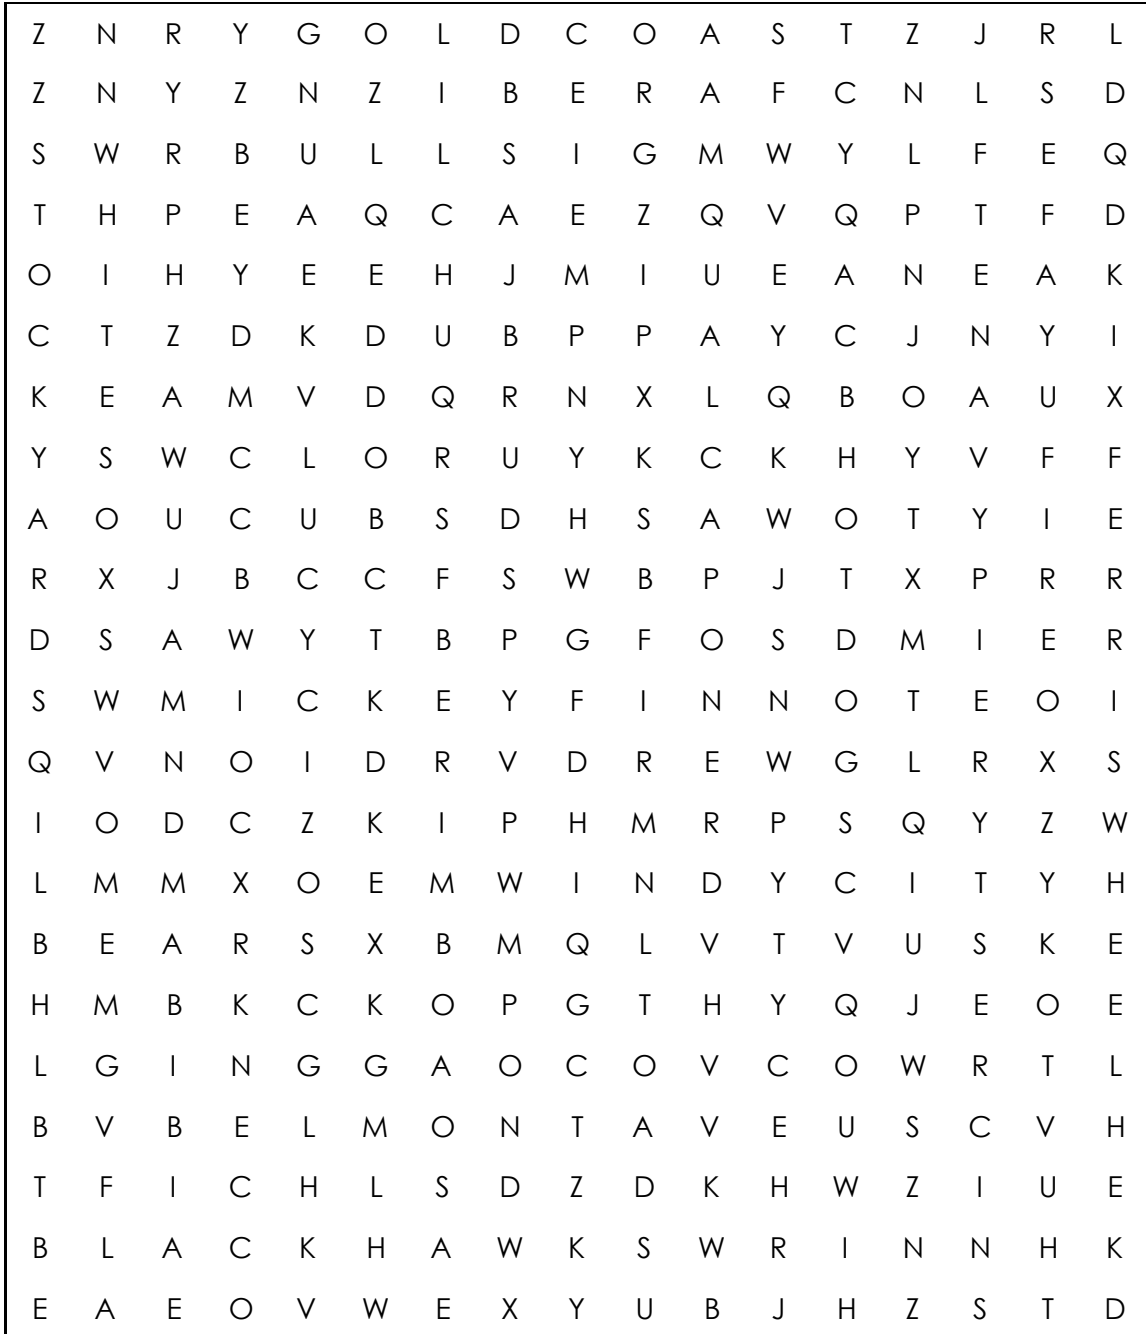 Z N R Y G O L D C O A S T Z J R L
Z N Y Z N Z I B E R A F C N L S D
S W R B U L L S I G M W Y L F E Q
T H P E A Q C A E Z Q V Q P T F D
O I H Y E E H J M I U E A N E A K
C T Z D K D U B P P A Y C J N Y I
K E A M V D Q R N X L Q B O A U X
Y S W C L O R U Y K C K H Y V F F
A O U C U B S D H S A W O T Y I E
R X J B C C F S W B P J T X P R R
D S A W Y T B P G F O S D M I E R
S W M I C K E Y F I N N O T E O I
Q V N O I D R V D R E W G L R X S
I O D C Z K I P H M R P S Q Y Z W
L M M X O E M W I N D Y C I T Y H
B E A R S X B M Q L V T V U S K E
H M B K C K O P G T H Y Q J E O E
L G I N G G A O C O V C O W R T L
B V B E L M O N T A V E U S C V H
T F I C H L S D Z D K H W Z I U E
B L A C K H A W K S W R I N N H K
E A E O V W E X Y U B J H Z S T D